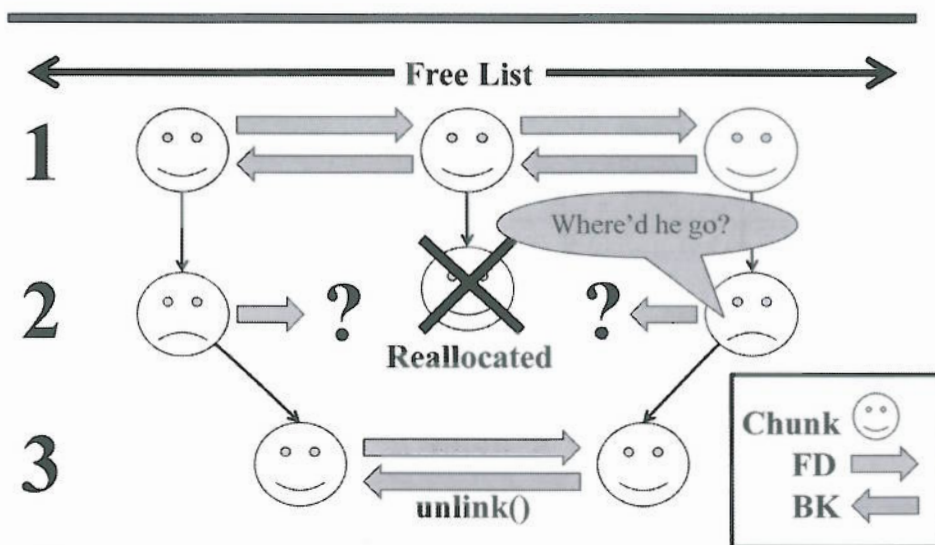 Free List
1
Where'd he go?
2
?
?
Reallocated
Chunk
FD
3
BK
unlink()